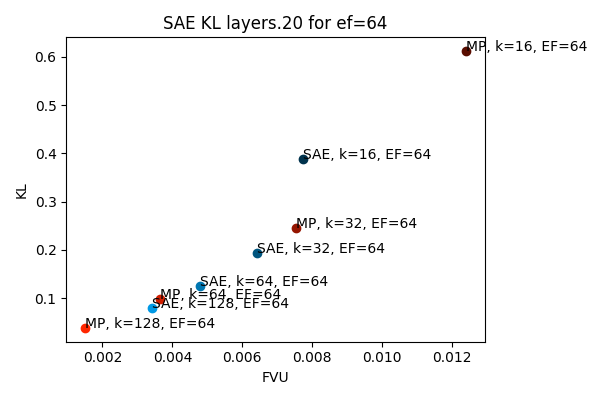 SAE KL layers.20 for ef=64
0.6
0.5
0.4
0.3
0.2
0.1
KL
MP, k=16, EF=64
SAE, k=16, EF=64
MP, k=32, EF=64
SAE, k=32, EF=64
SAE, k=64, EF=64
MP, k=64, EF=64
SAE, k=128, EF=64
MP, k=128, EF=64
0.002 0.004 0.006 0.008 0.010 0.012
FVU